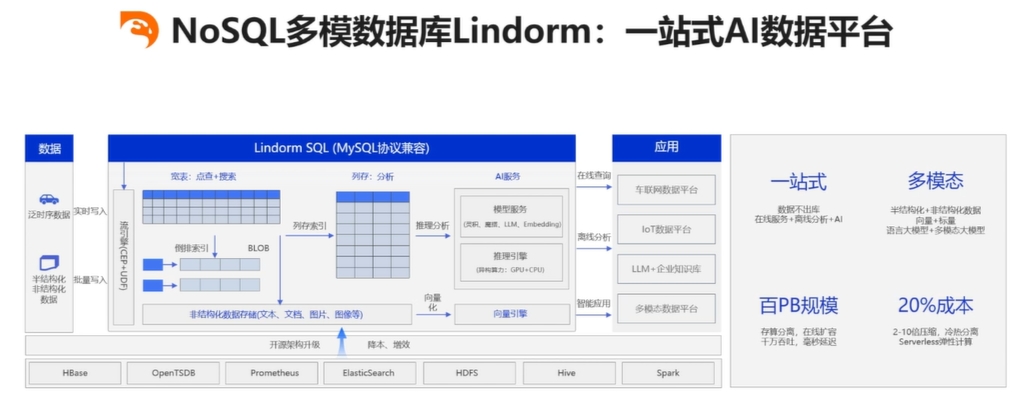 NoSQL多模数据库Lindorm：一站式AI数据平台
数据
Lindorm SQL (MySQL协议兼容)
应用
泛时序数据
半结构化
非结构化
数据
实时写入
批量写入
流引擎(CEP+UDF)
宽表：点查+搜索
倒排索引
BLOB
列存索引
列存：分析
推理分析
AI服务
模型服务
(灵积、魔搭、LLM、Embedding)
推理引擎
(异构算力：GPU+CPU)
非结构化数据存储(文本、文档、图片、图像等)
向量
化
向量引擎
在线查询
离线分析
智能应用
车联网数据平台
IoT数据平台
LLM+企业知识库
多模态数据平台
开源架构升级
降本、增效
HBase
OpenTSDB
Prometheus
ElasticSearch
HDFS
Hive
Spark
一站式
数据不出库
在线服务+离线分析+AI
多模态
半结构化+非结构化数据
向量+标量
语言大模型+多模态大模型
百PB规模
存算分离，在线扩容
千万吞吐，毫秒延迟
20%成本
2-10倍压缩，冷热分离
Serverless弹性计算